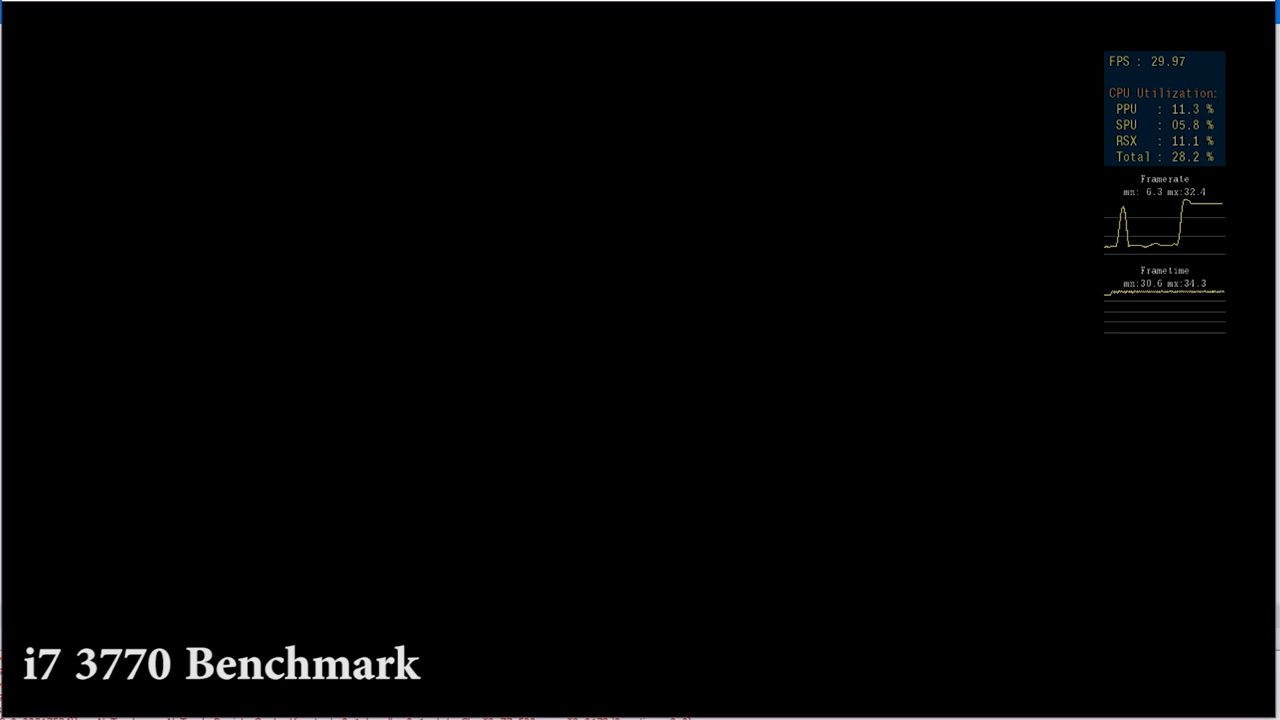 FPS : 29.97
CPU Utilization:
PPU : 11.3 %
SPU : 05.8 %
RSX : 11.1 %
Total : 28.2 %
Framerate
mn: 6.3 mx:32.4
Frametime
mn:30.6 mx:34.3
i7 3770 Benchmark